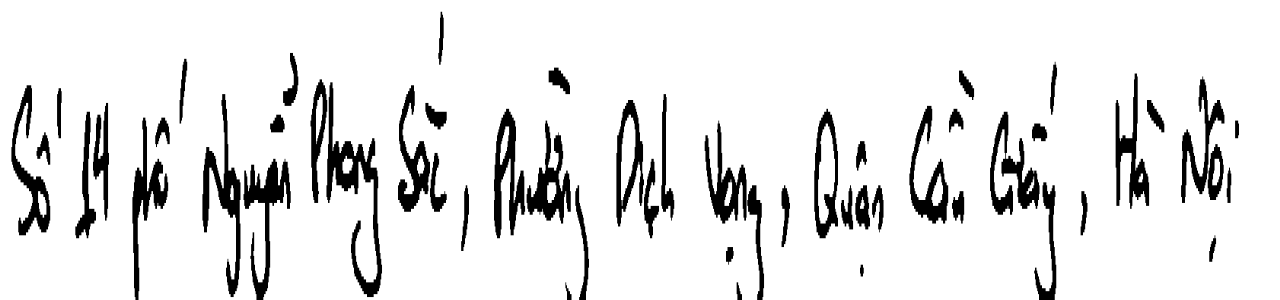 Số 14 phố Nguyễn Phong Sắc, Phường Dịch Vọng, Quận Cầu Giấy, Hà Nội